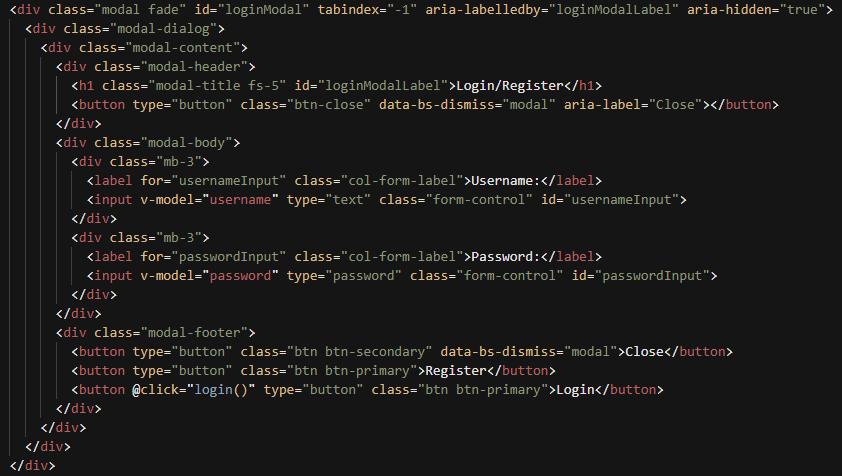 <div class="modal fade" id="loginModal" tabindex="-1" aria-labelledby="loginModalLabel" aria-hidden="true">
  <div class="modal-dialog">
    <div class="modal-content">
      <div class="modal-header">
        <h1 class="modal-title fs-5" id="loginModalLabel">Login/Register</h1>
        <button type="button" class="btn-close" data-bs-dismiss="modal" aria-label="Close"></button>
      </div>
      <div class="modal-body">
        <div class="mb-3">
          <label for="usernameInput" class="col-form-label">Username:</label>
          <input v-model="username" type="text" class="form-control" id="usernameInput">
        </div>
        <div class="mb-3">
          <label for="passwordInput" class="col-form-label">Password:</label>
          <input v-model="password" type="password" class="form-control" id="passwordInput">
        </div>
      </div>
      <div class="modal-footer">
        <button type="button" class="btn btn-secondary" data-bs-dismiss="modal">Close</button>
        <button type="button" class="btn btn-primary">Register</button>
        <button @click="login()" type="button" class="btn btn-primary">Login</button>
      </div>
    </div>
  </div>
</div>